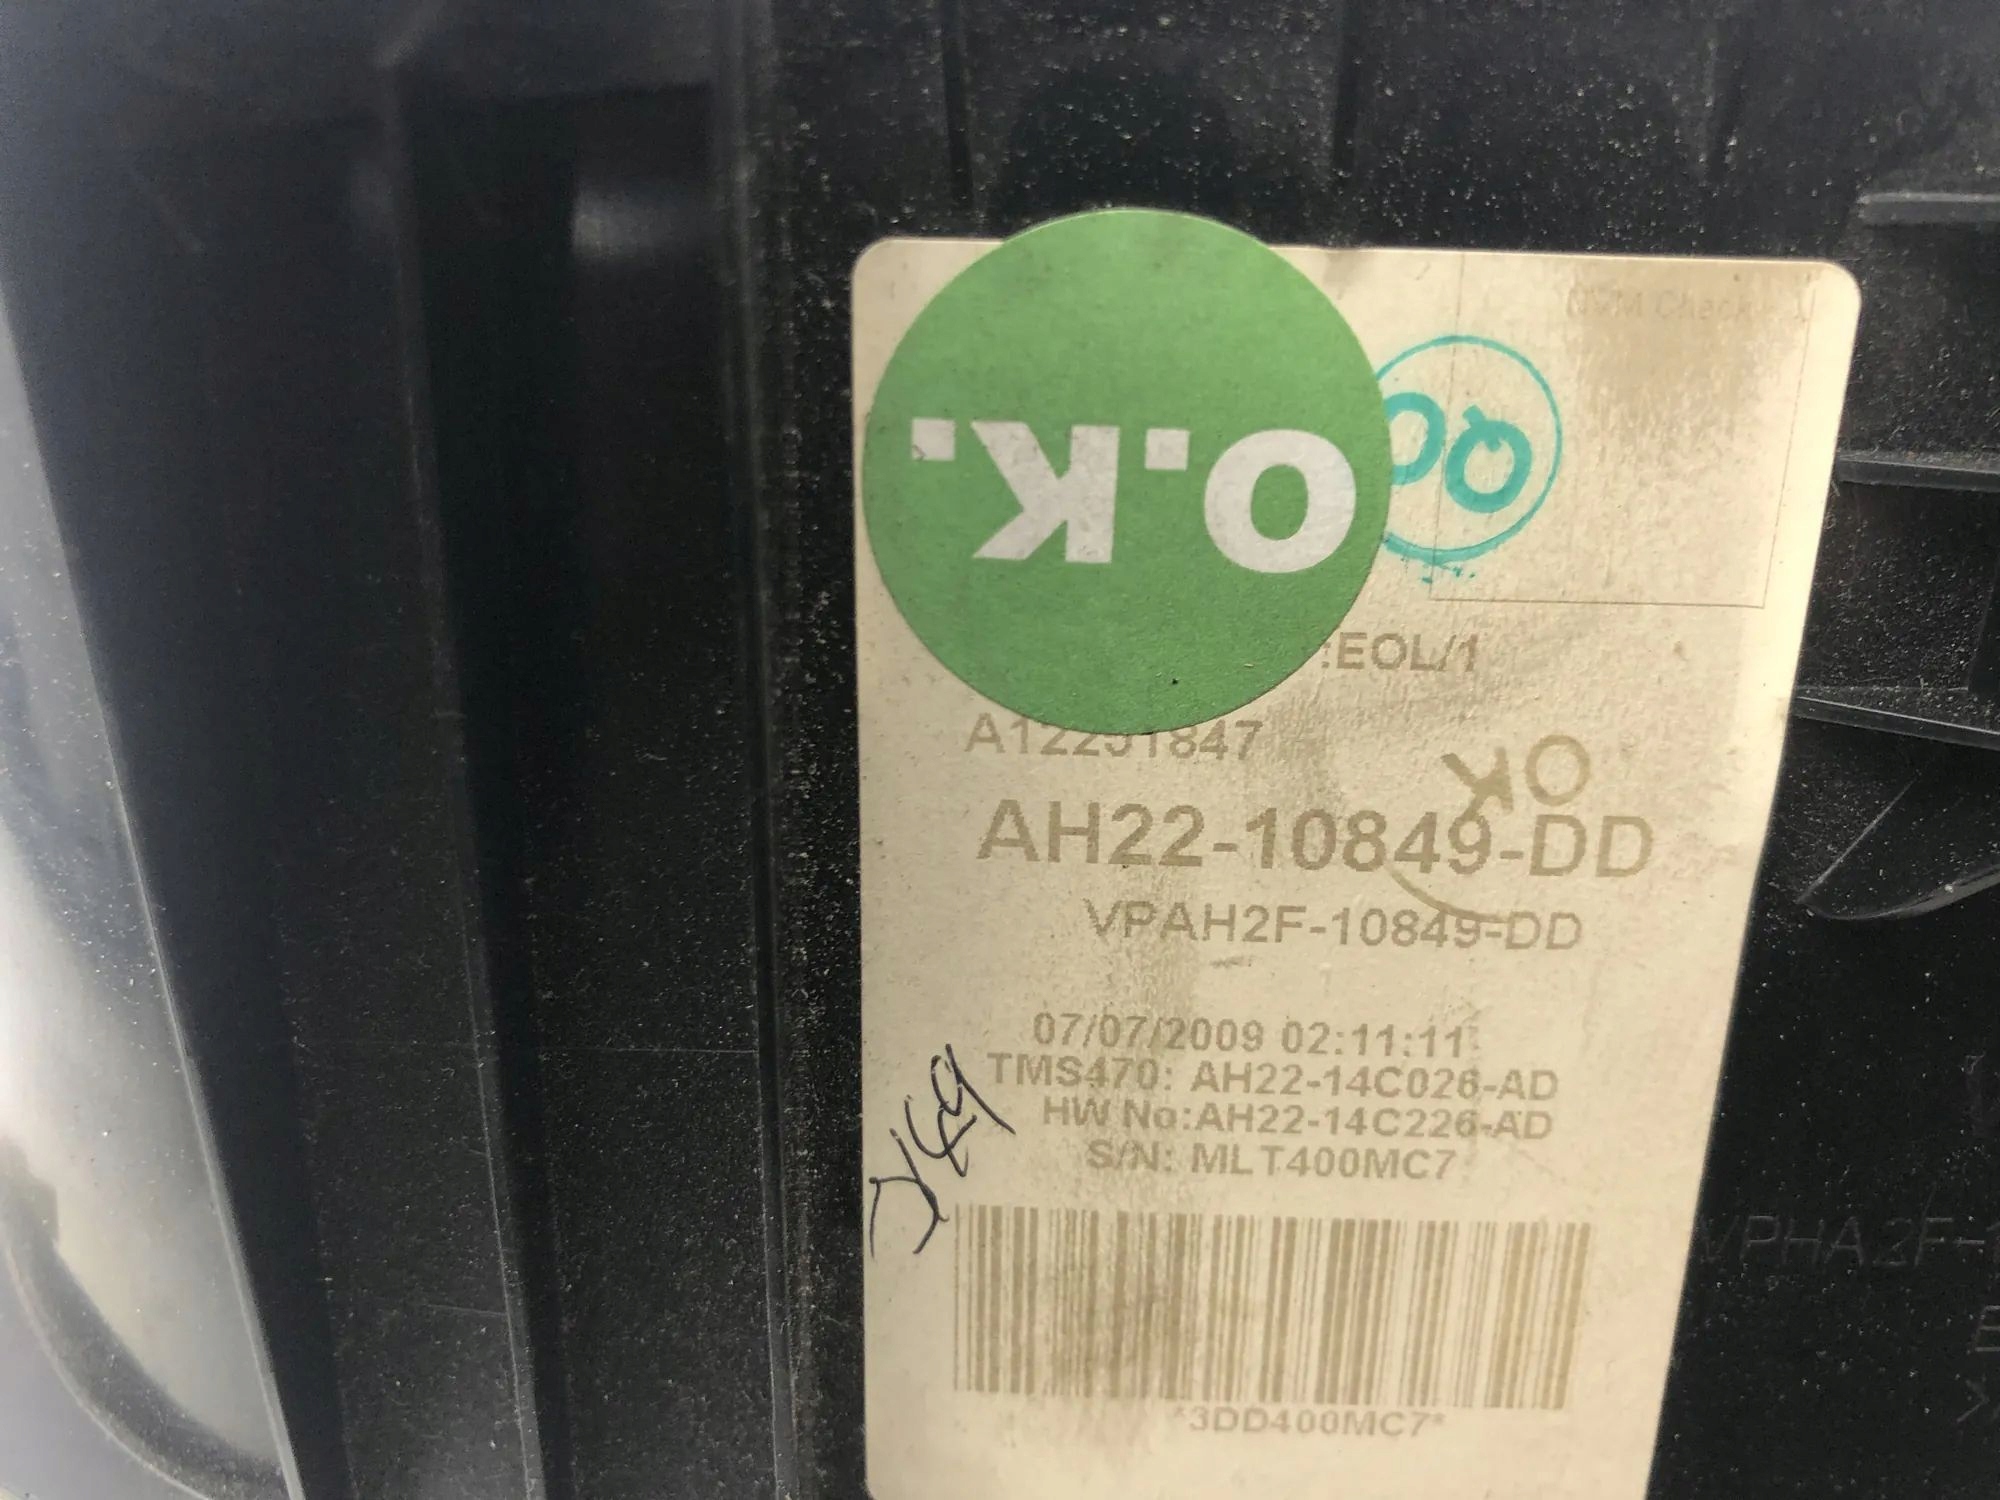 O.K.
:EOL/1
OK
AH22-10849-DD
VPAH2F-10849-DD
07/07/2009 02:11:11
TMS470: AH22-14C026-AD
HW No:AH22-14C226-AD
S/N: MLT400MC7
*3DD400MC7*
VPHA2F-